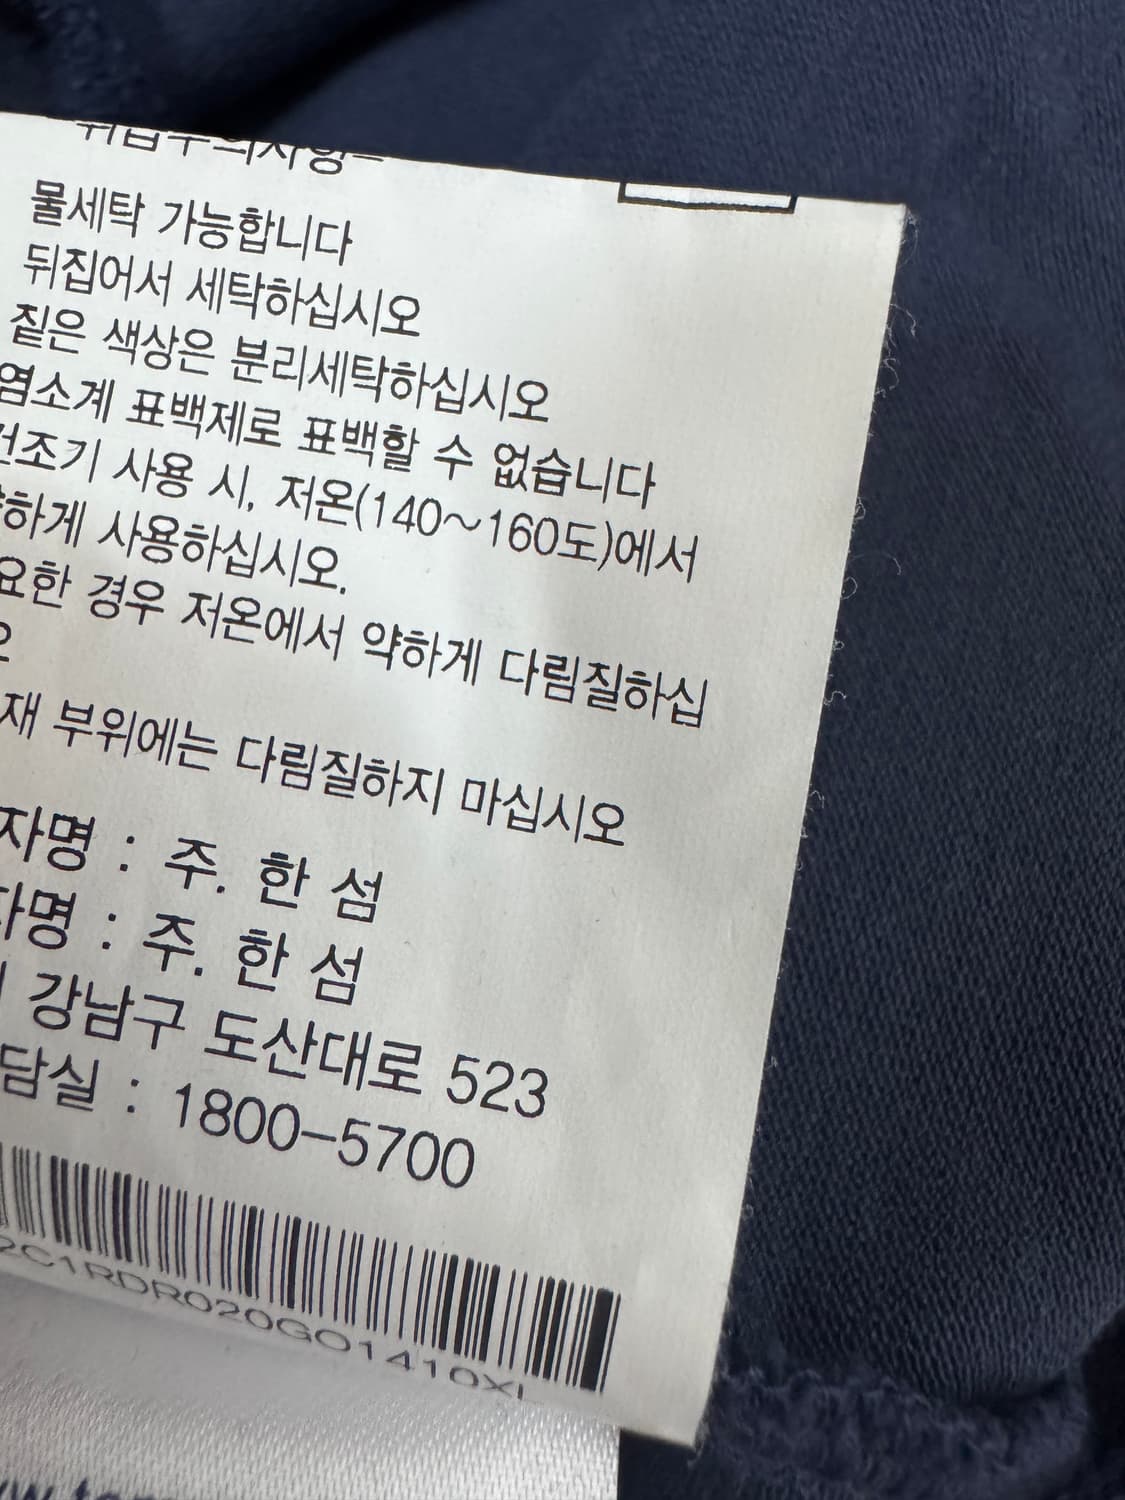 물세탁 가능합니다
뒤집어서 세탁하십시오
짙은 색상은 분리세탁하십시오
염소계 표백제로 표백할 수 없습니다
건조기 사용 시, 저온(140~160도)에서
하게 사용하십시오.
요한 경우 저온에서 약하게 다림질하십
오
재 부위에는 다림질하지 마십시오
자명 : 주. 한 섬
자명 : 주. 한 섬
강남구 도산대로 523
담실 : 1800-5700
2C1RDR020GO1410XL